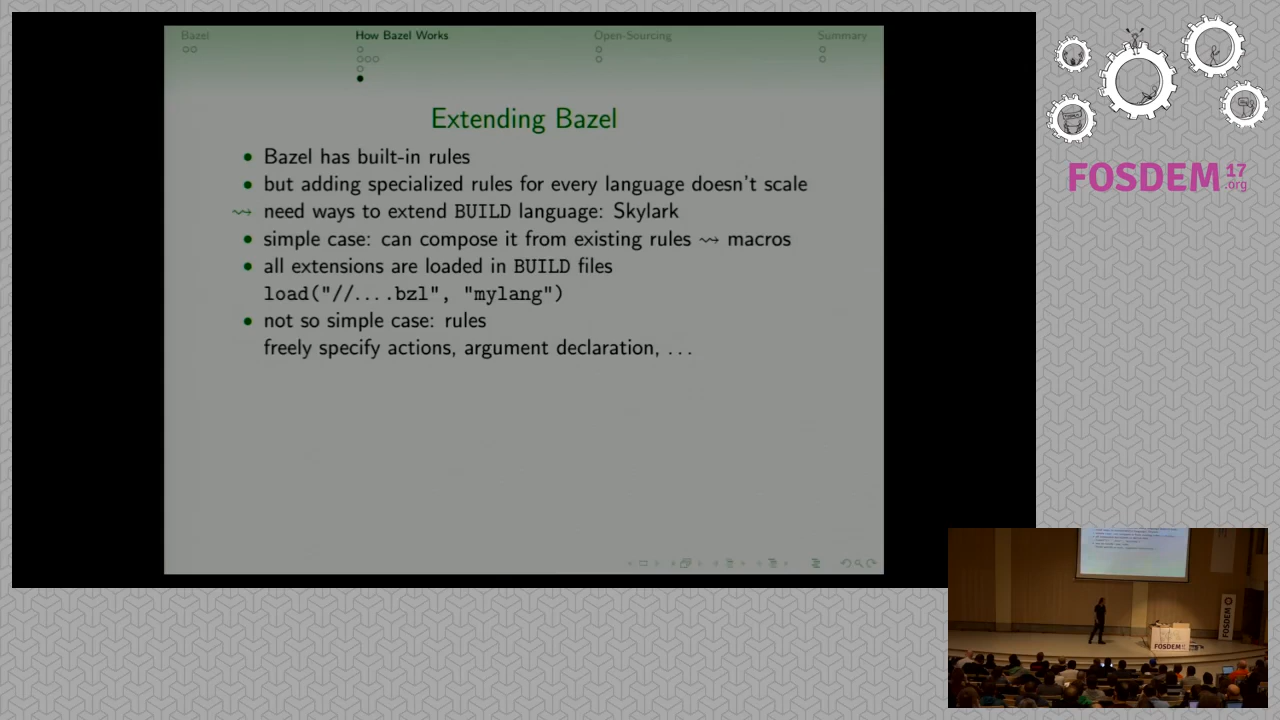 Bazel
How Bazel Works
Open-Sourcing
Summary
Extending Bazel
• Bazel has built-in rules
• but adding specialized rules for every language doesn't scale
⇝ need ways to extend BUILD language: Skylark
• simple case: can compose it from existing rules ⇝ macros
• all extensions are loaded in BUILD files
load("//....bzl", "mylang")
• not so simple case: rules
freely specify actions, argument declaration, ...
FOSDEM 17
.org
FOSDEM
FOSDEM